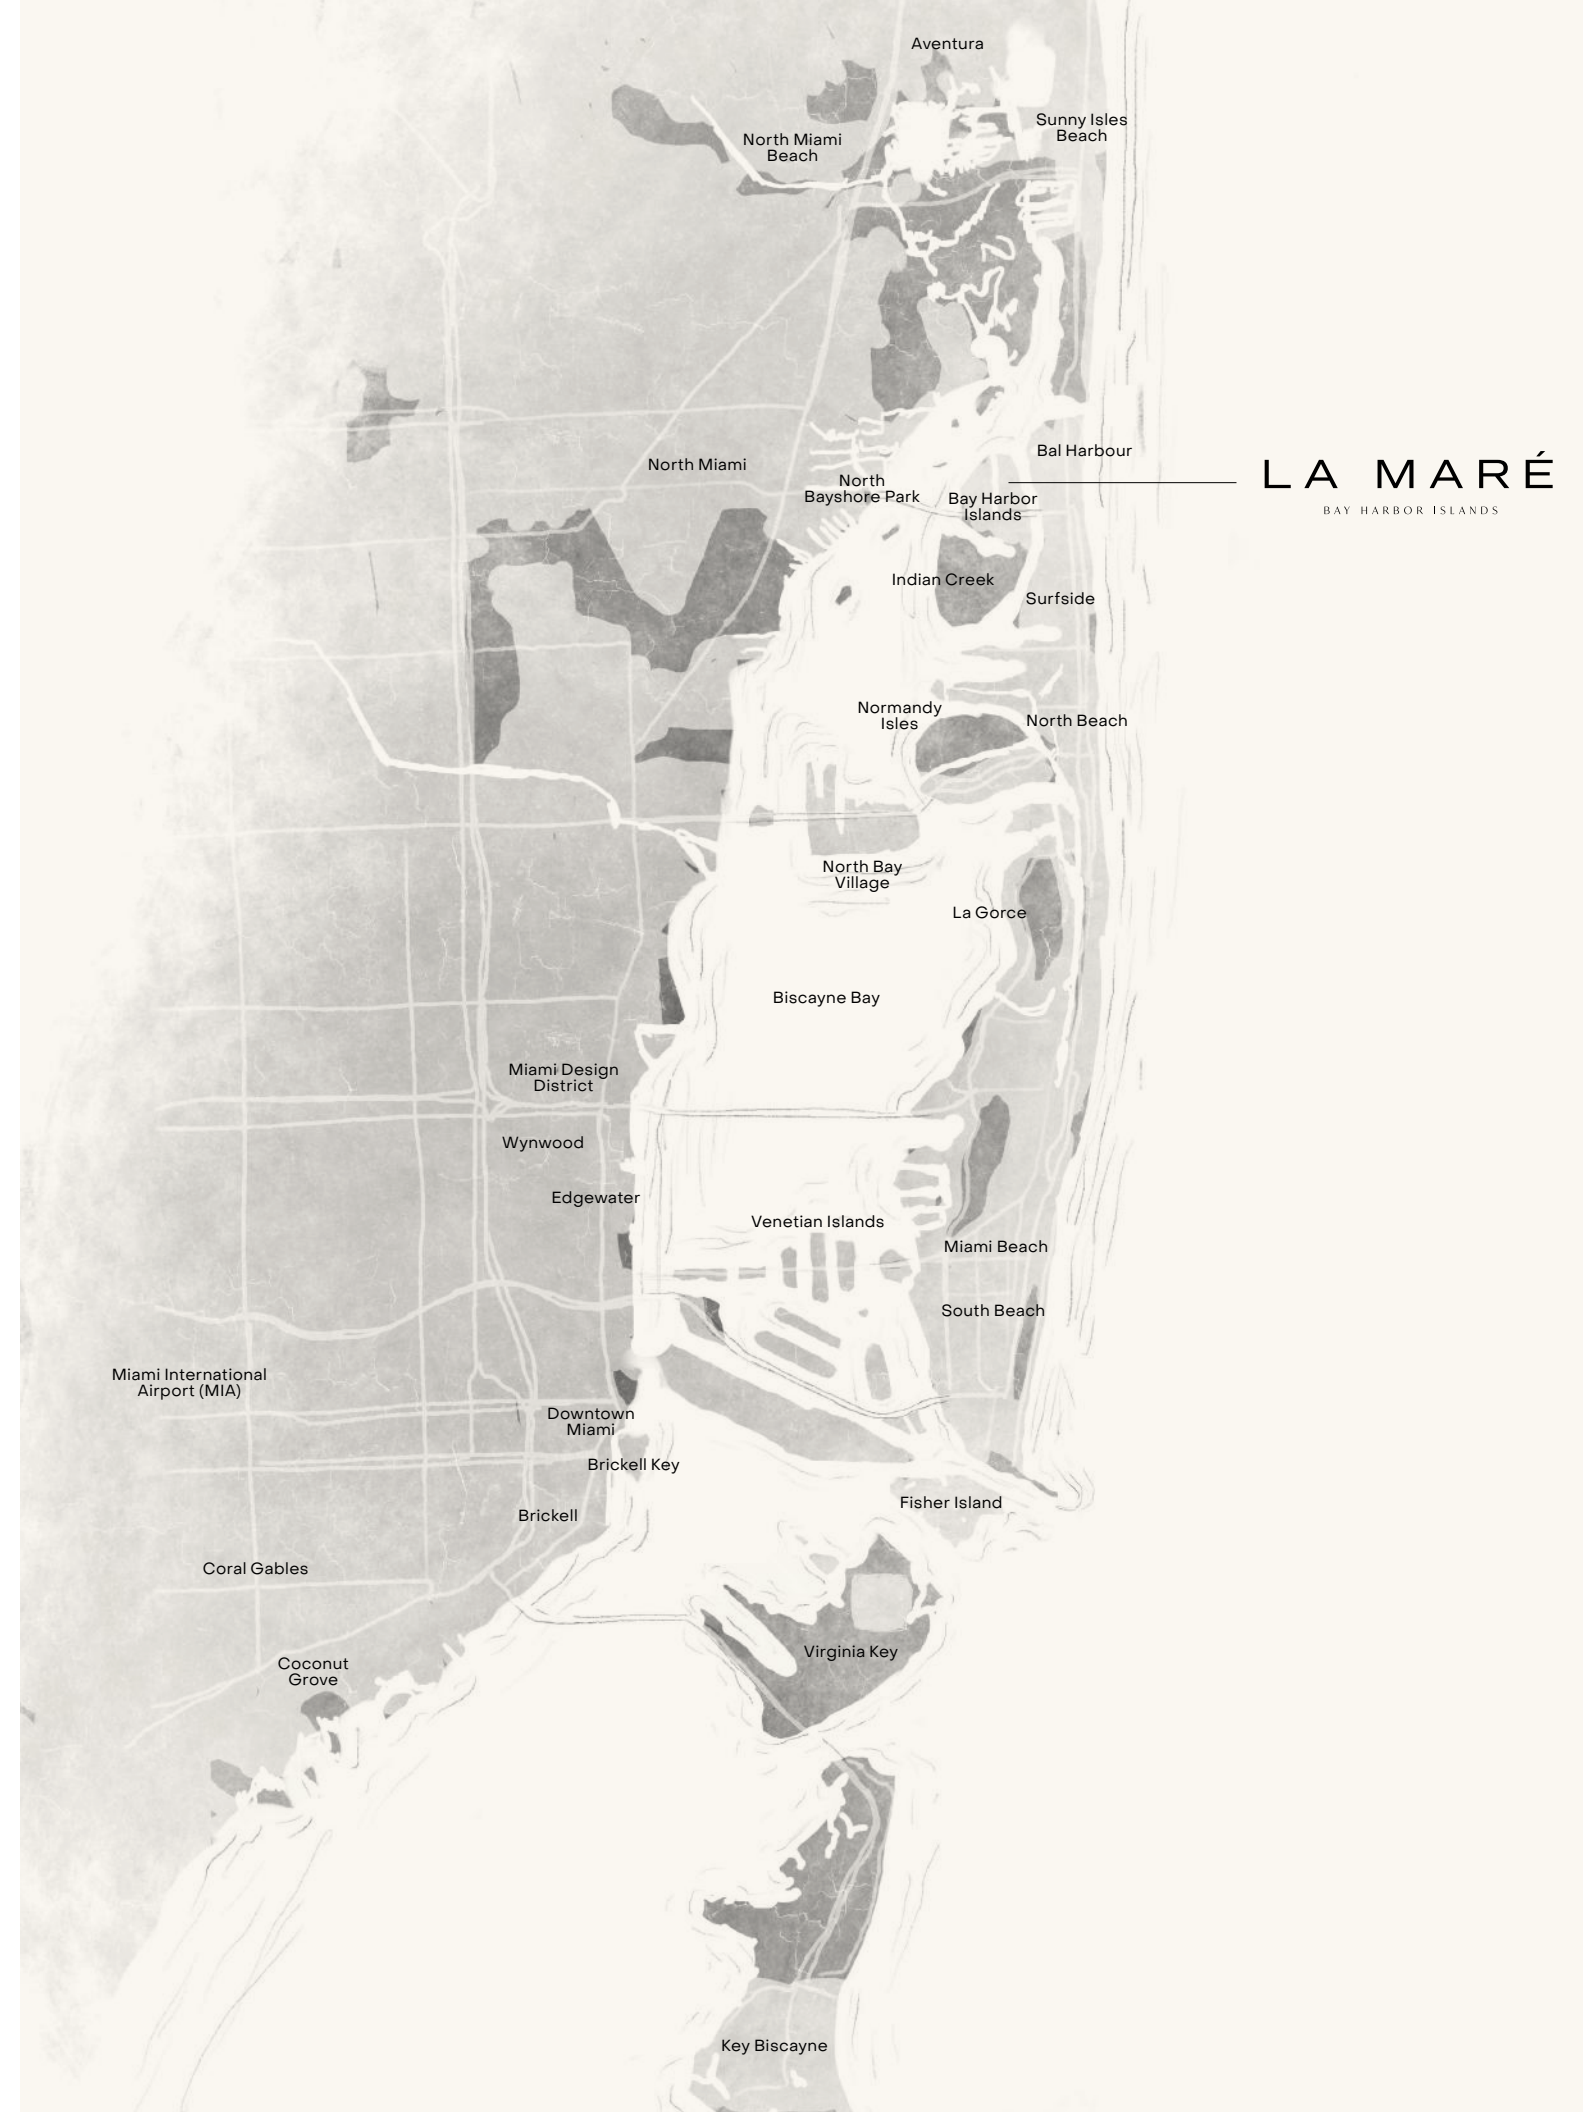 Aventura
Sunny Isles
Beach
North Miami
Beach
Bal Harbour
North Miami
LA MARÉ
BAY HARBOR ISLANDS
North
Bayshore Park
Bay Harbor
Islands
Indian Creek
Surfside
Normandy
Isles
North Beach
North Bay
Village
La Gorce
Biscayne Bay
Miami Design
District
Wynwood
Edgewater
Venetian Islands
Miami Beach
South Beach
Miami International
Airport (MIA)
Downtown
Miami
Brickell Key
Fisher Island
Brickell
Coral Gables
Virginia Key
Coconut
Grove
Key Biscayne